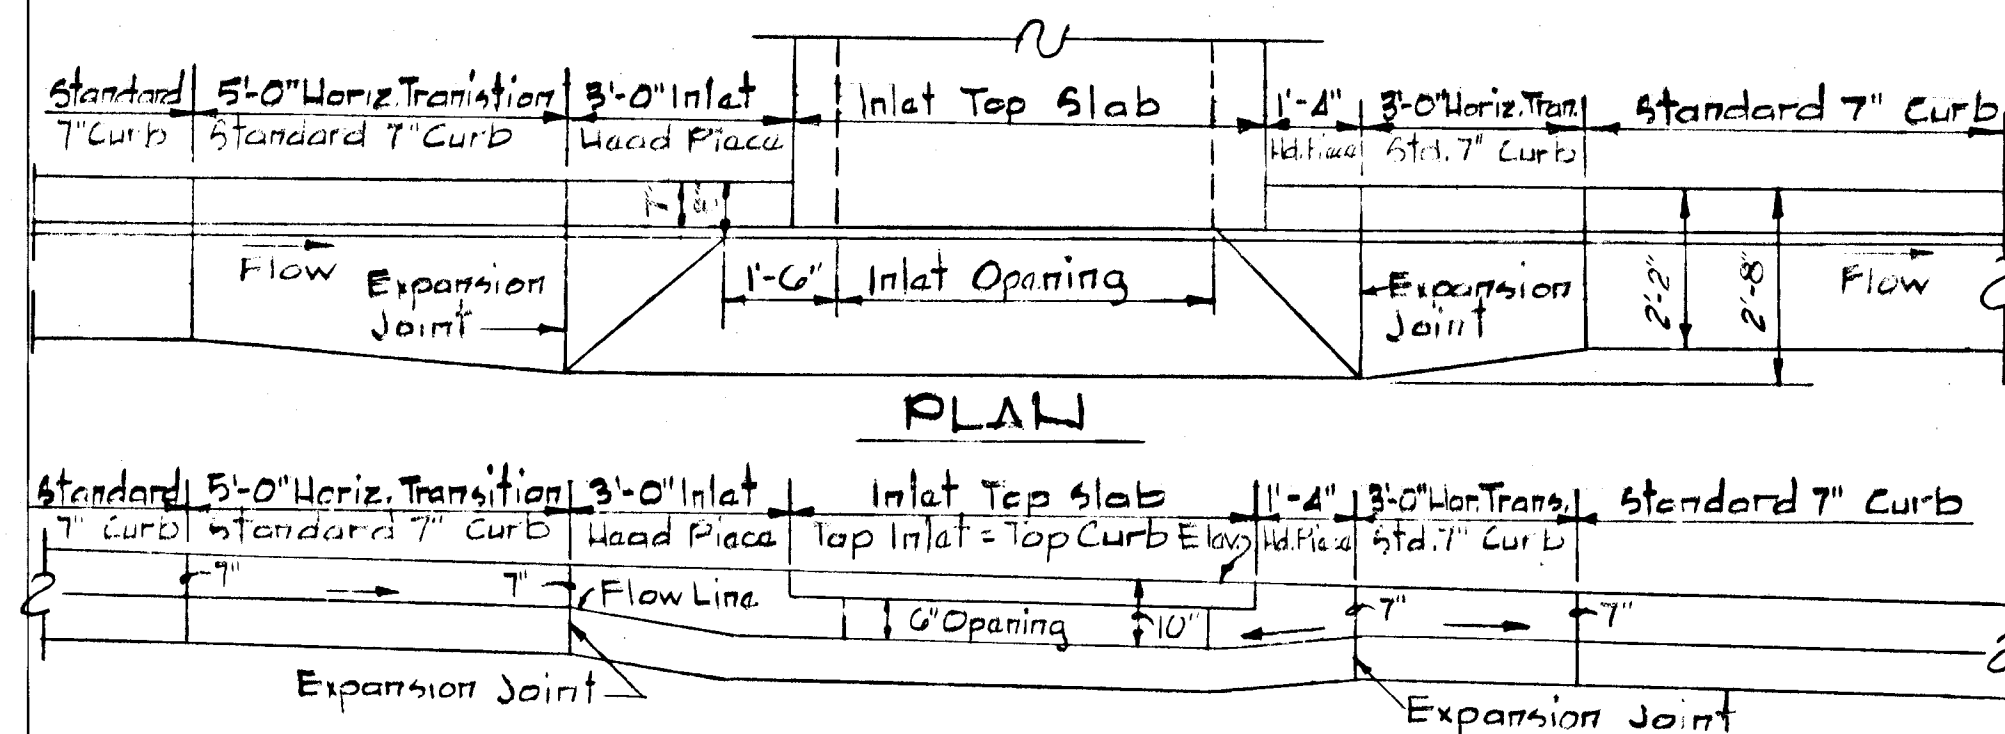 Standard 5'-0" Horiz. Tranistion 3'-0" Inlet Inlet Top Slab 1'-4" 3'-0" Horiz. Tran. Standard 7" Curb
7" Curb Standard 7" Curb Head Piece Hd. Piece Std. 7" Curb
7" 8"
Flow 1'-6" Inlet Opening 2'-2" 2'-8" Flow
Expansion Expansion
Joint Joint
PLAN
Standard 5'-0" Horiz. Transition 3'-0" Inlet Inlet Top Slab 1'-4" 3'-0" Hor. Trans. Standard 7" Curb
7" Curb Standard 7" Curb Head Piece Top Inlet = Top Curb Elev. Hd. Piece Std. 7" Curb
7" 7" Flow Line 6" Opening 10" 7" 7"
Expansion Joint Expansion Joint